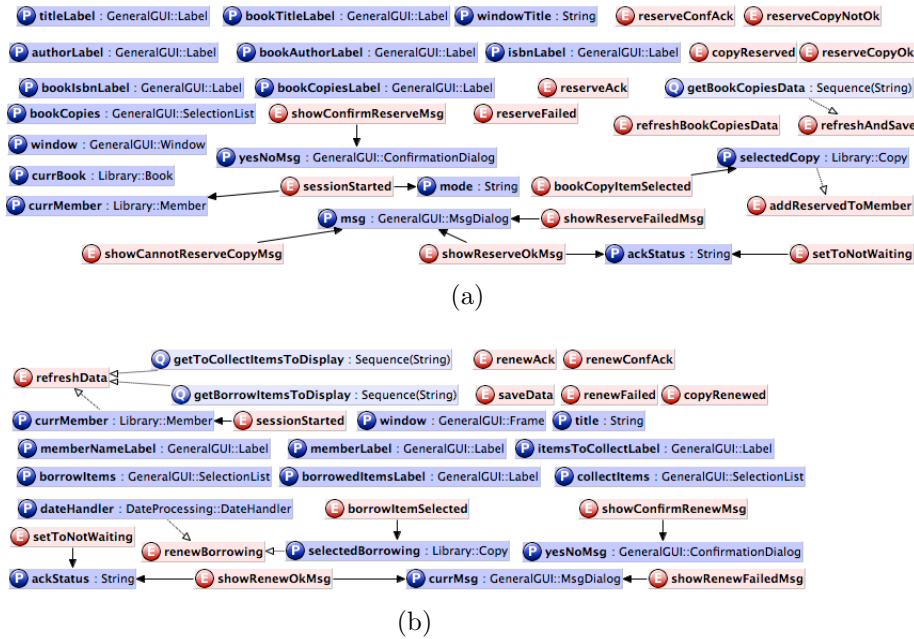 P titleLabel : GeneralGUI::Label P bookTitleLabel : GeneralGUI::Label P windowTitle : String E reserveConfAck E reserveCopyNotOk
P authorLabel : GeneralGUI::Label P bookAuthorLabel : GeneralGUI::Label P isbnLabel : GeneralGUI::Label E copyReserved E reserveCopyOk
P bookIsbnLabel : GeneralGUI::Label P bookCopiesLabel : GeneralGUI::Label E reserveAck Q getBookCopiesData : Sequence(String)
P bookCopies : GeneralGUI::SelectionList E showConfirmReserveMsg E reserveFailed E refreshBookCopiesData E refreshAndSave
P window : GeneralGUI::Window P yesNoMsg : GeneralGUI::ConfirmationDialog P selectedCopy : Library::Copy
P currBook : Library::Book E sessionStarted P mode : String E bookCopyItemSelected
P currMember : Library::Member P msg : GeneralGUI::MsgDialog E showReserveFailedMsg E addReservedToMember
E showCannotReserveCopyMsg E showReserveOkMsg P ackStatus : String E setToNotWaiting
(a)
Q getToCollectItemsToDisplay : Sequence(String) E renewAck E renewConfAck
E refreshData
Q getBorrowItemsToDisplay : Sequence(String) E saveData E renewFailed E copyRenewed
P currMember : Library::Member E sessionStarted P window : GeneralGUI::Frame P title : String
P memberNameLabel : GeneralGUI::Label P memberLabel : GeneralGUI::Label P itemsToCollectLabel : GeneralGUI::Label
P borrowItems : GeneralGUI::SelectionList P borrowedItemsLabel : GeneralGUI::Label P collectItems : GeneralGUI::SelectionList
P dateHandler : DateProcessing::DateHandler E borrowItemSelected E showConfirmRenewMsg
E setToNotWaiting E renewBorrowing P selectedBorrowing : Library::Copy P yesNoMsg : GeneralGUI::ConfirmationDialog
P ackStatus : String E showRenewOkMsg P currMsg : GeneralGUI::MsgDialog E showRenewFailedMsg
(b)